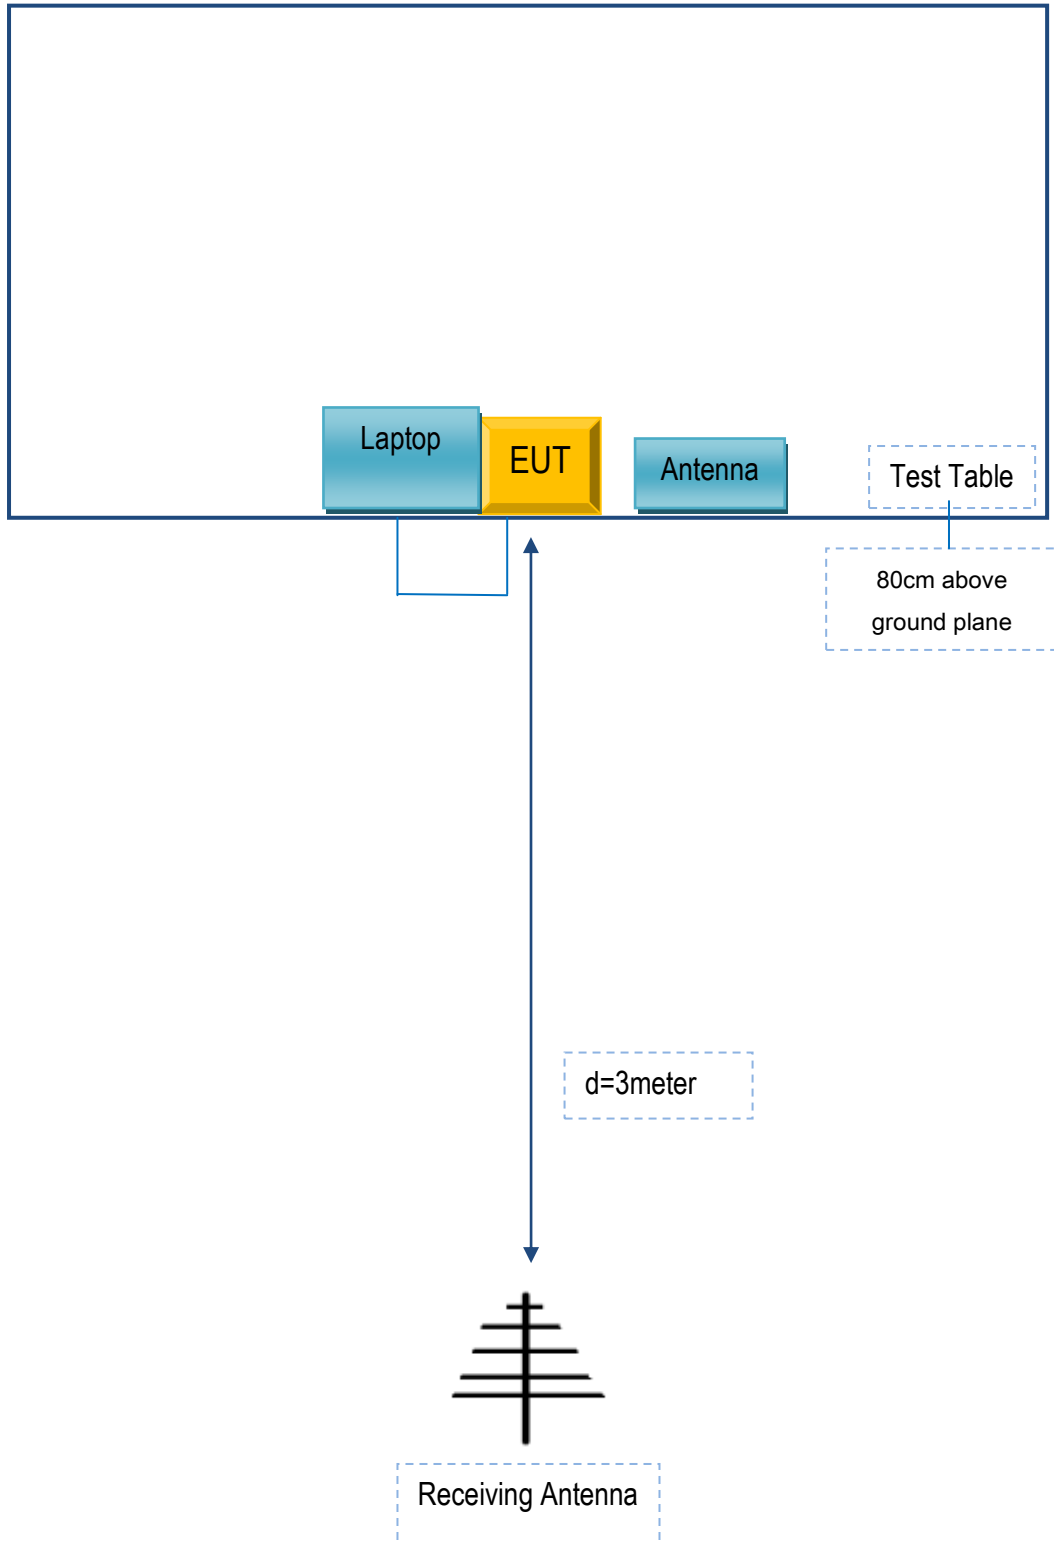 Laptop
EUT
Antenna
Test Table
80cm above
ground plane
d=3meter
Receiving Antenna